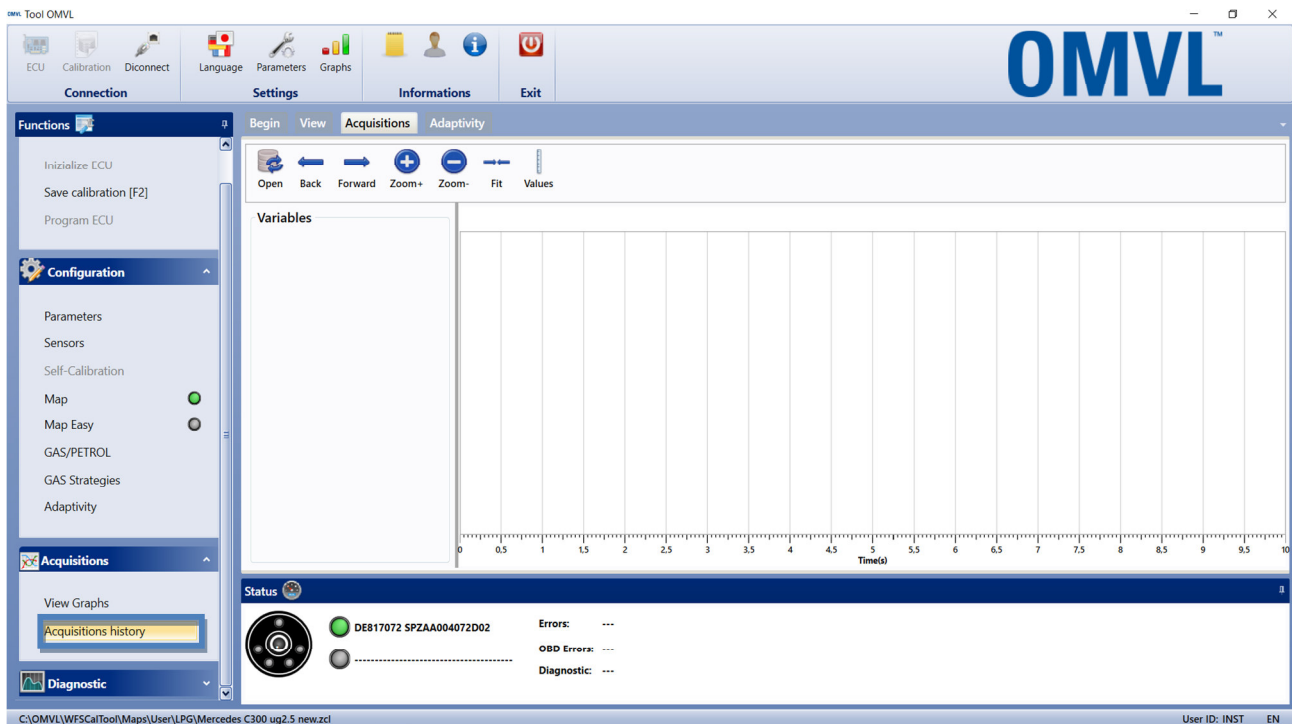 OMVL Tool OMVL
ECU Calibration Diconnect Language Parameters Graphs
Connection Settings Informations Exit
OMVL™
Functions
Inizialize ECU
Save calibration [F2]
Program ECU
Configuration
Parameters
Sensors
Self-Calibration
Map
Map Easy
GAS/PETROL
GAS Strategies
Adaptivity
Acquisitions
View Graphs
Acquisitions history
Diagnostic
Begin View Acquisitions Adaptivity
Open Back Forward Zoom+ Zoom- Fit Values
Variables
0 0,5 1 1,5 2 2,5 3 3,5 4 4,5 5 5,5 6 6,5 7 7,5 8 8,5 9 9,5 10
Time(s)
Status
DE817072 SPZAA004072D02
Errors: ---
OBD Errors: ---
---------------------------------------
Diagnostic: ---
C:\OMVL\WFSCalTool\Maps\User\LPG\Mercedes C300 ug2.5 new.zcl User ID: INST EN